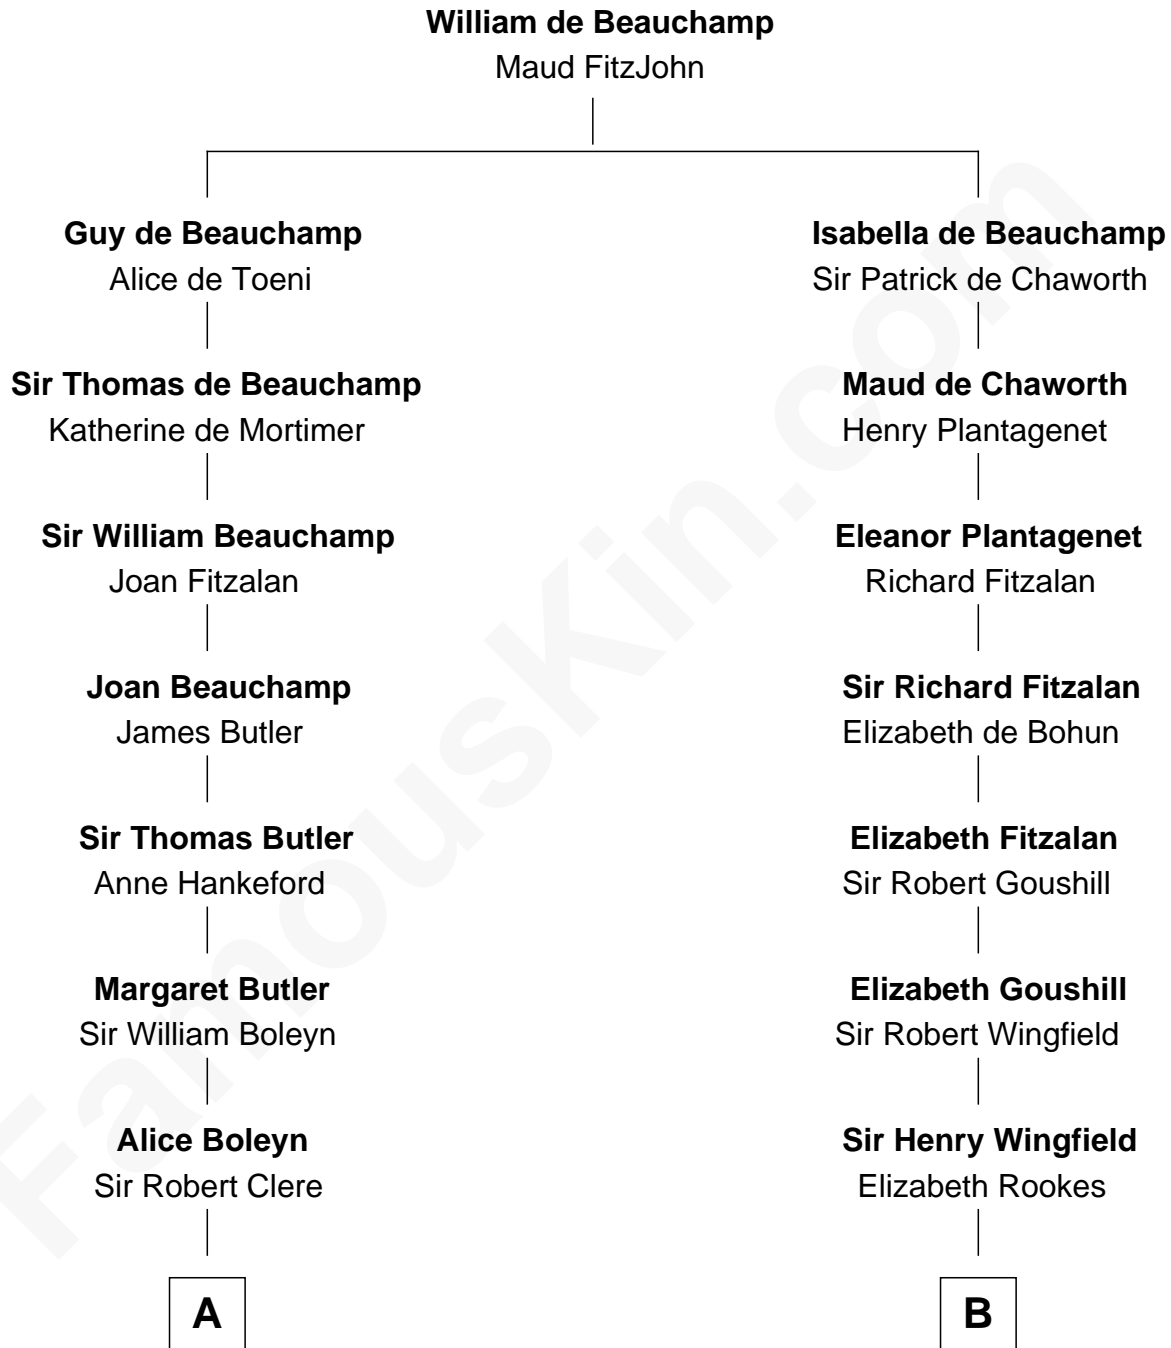 William de Beauchamp
Maud FitzJohn
Guy de Beauchamp
Alice de Toeni
Isabella de Beauchamp
Sir Patrick de Chaworth
Sir Thomas de Beauchamp
Katherine de Mortimer
Maud de Chaworth
Henry Plantagenet
Sir William Beauchamp
Joan Fitzalan
Eleanor Plantagenet
Richard Fitzalan
Joan Beauchamp
James Butler
Sir Richard Fitzalan
Elizabeth de Bohun
Sir Thomas Butler
Anne Hankeford
Elizabeth Fitzalan
Sir Robert Goushill
Margaret Butler
Sir William Boleyn
Elizabeth Goushill
Sir Robert Wingfield
Alice Boleyn
Sir Robert Clere
Sir Henry Wingfield
Elizabeth Rookes
A
B
FamousKin.com